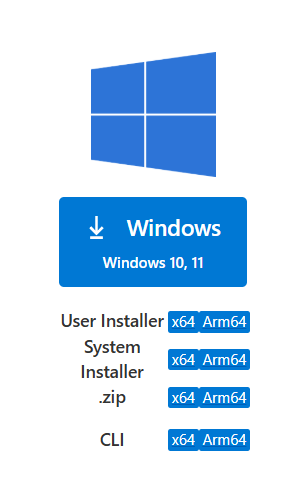 Windows
Windows 10, 11
User Installer x64 Arm64
System
Installer x64 Arm64
.zip x64 Arm64
CLI x64 Arm64